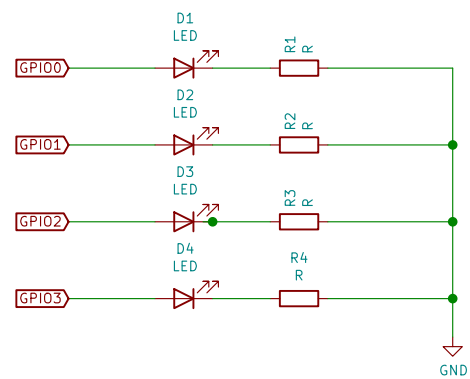 D1
LED
R1
R
GPIO0
D2
LED
R2
R
GPIO1
D3
LED
R3
R
GPIO2
D4
LED
R4
R
GPIO3
GND